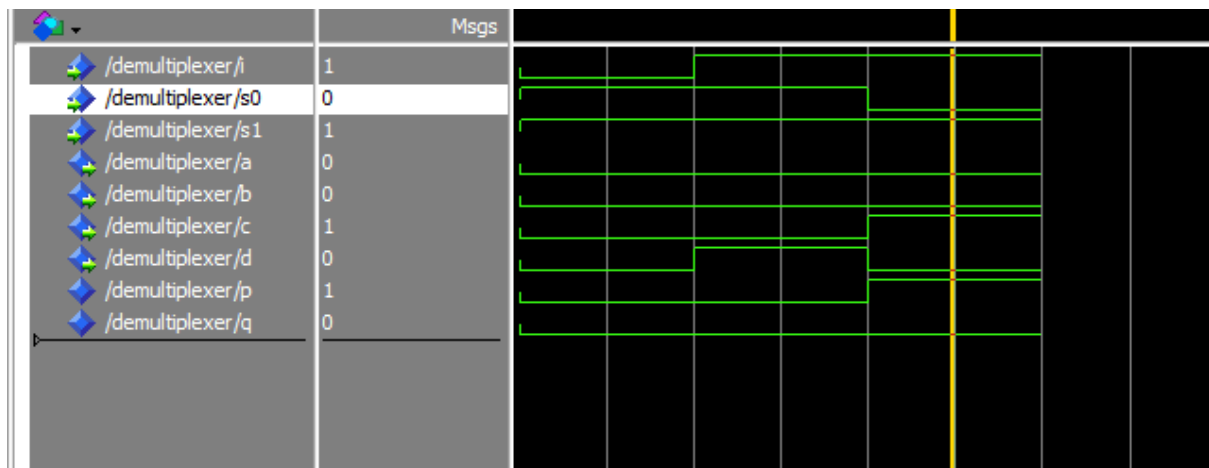 Msgs
/demultiplexer/i 1
/demultiplexer/s0 0
/demultiplexer/s1 1
/demultiplexer/a 0
/demultiplexer/b 0
/demultiplexer/c 1
/demultiplexer/d 0
/demultiplexer/p 1
/demultiplexer/q 0